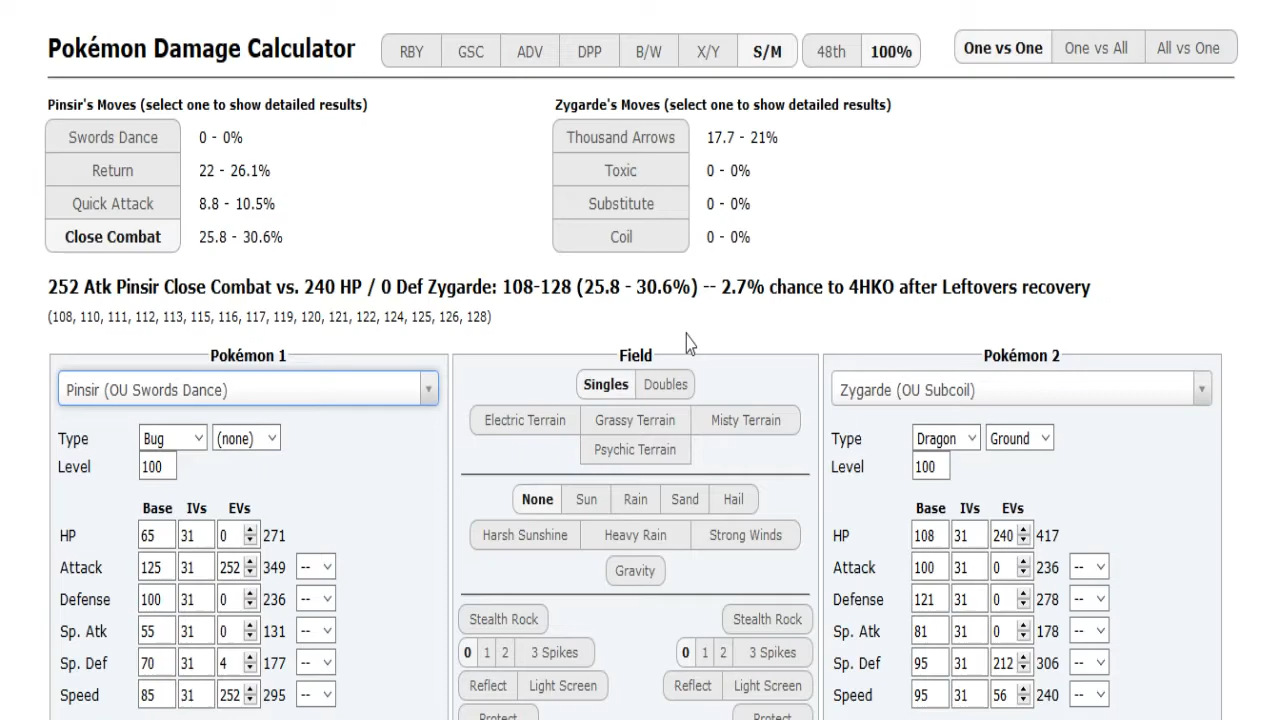 Pokémon Damage Calculator RBY GSC ADV DPP B/W X/Y S/M 48th 100% One vs One One vs All All vs One
Pinsir's Moves (select one to show detailed results) Zygarde's Moves (select one to show detailed results)
Swords Dance 0 - 0% Thousand Arrows 17.7 - 21%
Return 22 - 26.1% Toxic 0 - 0%
Quick Attack 8.8 - 10.5% Substitute 0 - 0%
Close Combat 25.8 - 30.6% Coil 0 - 0%
252 Atk Pinsir Close Combat vs. 240 HP / 0 Def Zygarde: 108-128 (25.8 - 30.6%) -- 2.7% chance to 4HKO after Leftovers recovery
(108, 110, 111, 112, 113, 115, 116, 117, 119, 120, 121, 122, 124, 125, 126, 128)
Pokémon 1
Pinsir (OU Swords Dance)
Type Bug (none)
Level 100
Base IVs EVs
HP 65 31 0 271
Attack 125 31 252 349 --
Defense 100 31 0 236 --
Sp. Atk 55 31 0 131 --
Sp. Def 70 31 4 177 --
Speed 85 31 252 295 --
Field
Singles Doubles
Electric Terrain Grassy Terrain Misty Terrain
Psychic Terrain
None Sun Rain Sand Hail
Harsh Sunshine Heavy Rain Strong Winds
Gravity
Stealth Rock Stealth Rock
0 1 2 3 Spikes 0 1 2 3 Spikes
Reflect Light Screen Reflect Light Screen
Protect Protect
Pokémon 2
Zygarde (OU Subcoil)
Type Dragon Ground
Level 100
Base IVs EVs
HP 108 31 240 417
Attack 100 31 0 236 --
Defense 121 31 0 278 --
Sp. Atk 81 31 0 178 --
Sp. Def 95 31 212 306 --
Speed 95 31 56 240 --